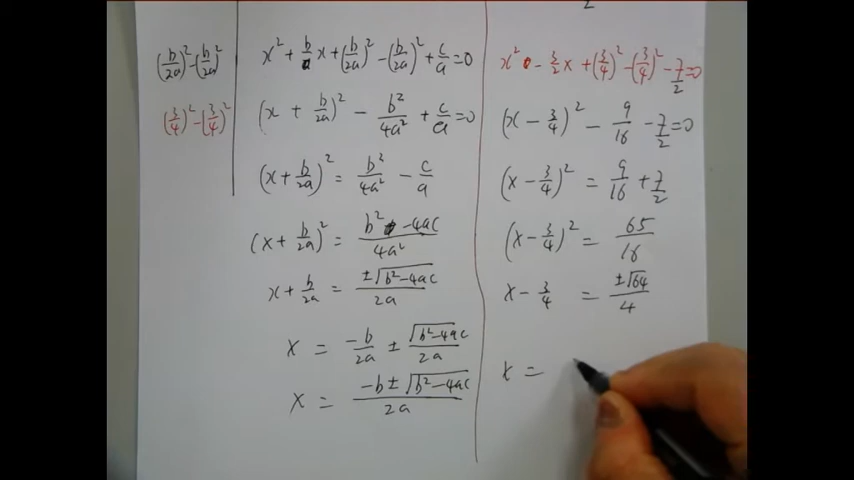 2
(b/2a)² - (b/2a)²
(3/4)² - (3/4)²
x² + b/a x + (b/2a)² - (b/2a)² + c/a = 0
(x + b/2a)² - b²/4a² + c/a = 0
(x + b/2a)² = b²/4a² - c/a
(x + b/2a)² = b² - 4ac / 4a²
x + b/2a = ±√b²-4ac / 2a
x = -b/2a ± √b²-4ac / 2a
x = -b ± √b²-4ac / 2a
x² - 3/2 x + (3/4)² - (3/4)² - 7/2 = 0
(x - 3/4)² - 9/16 - 7/2 = 0
(x - 3/4)² = 9/16 + 7/2
(x - 3/4)² = 65/16
x - 3/4 = ±√64 / 4
x =